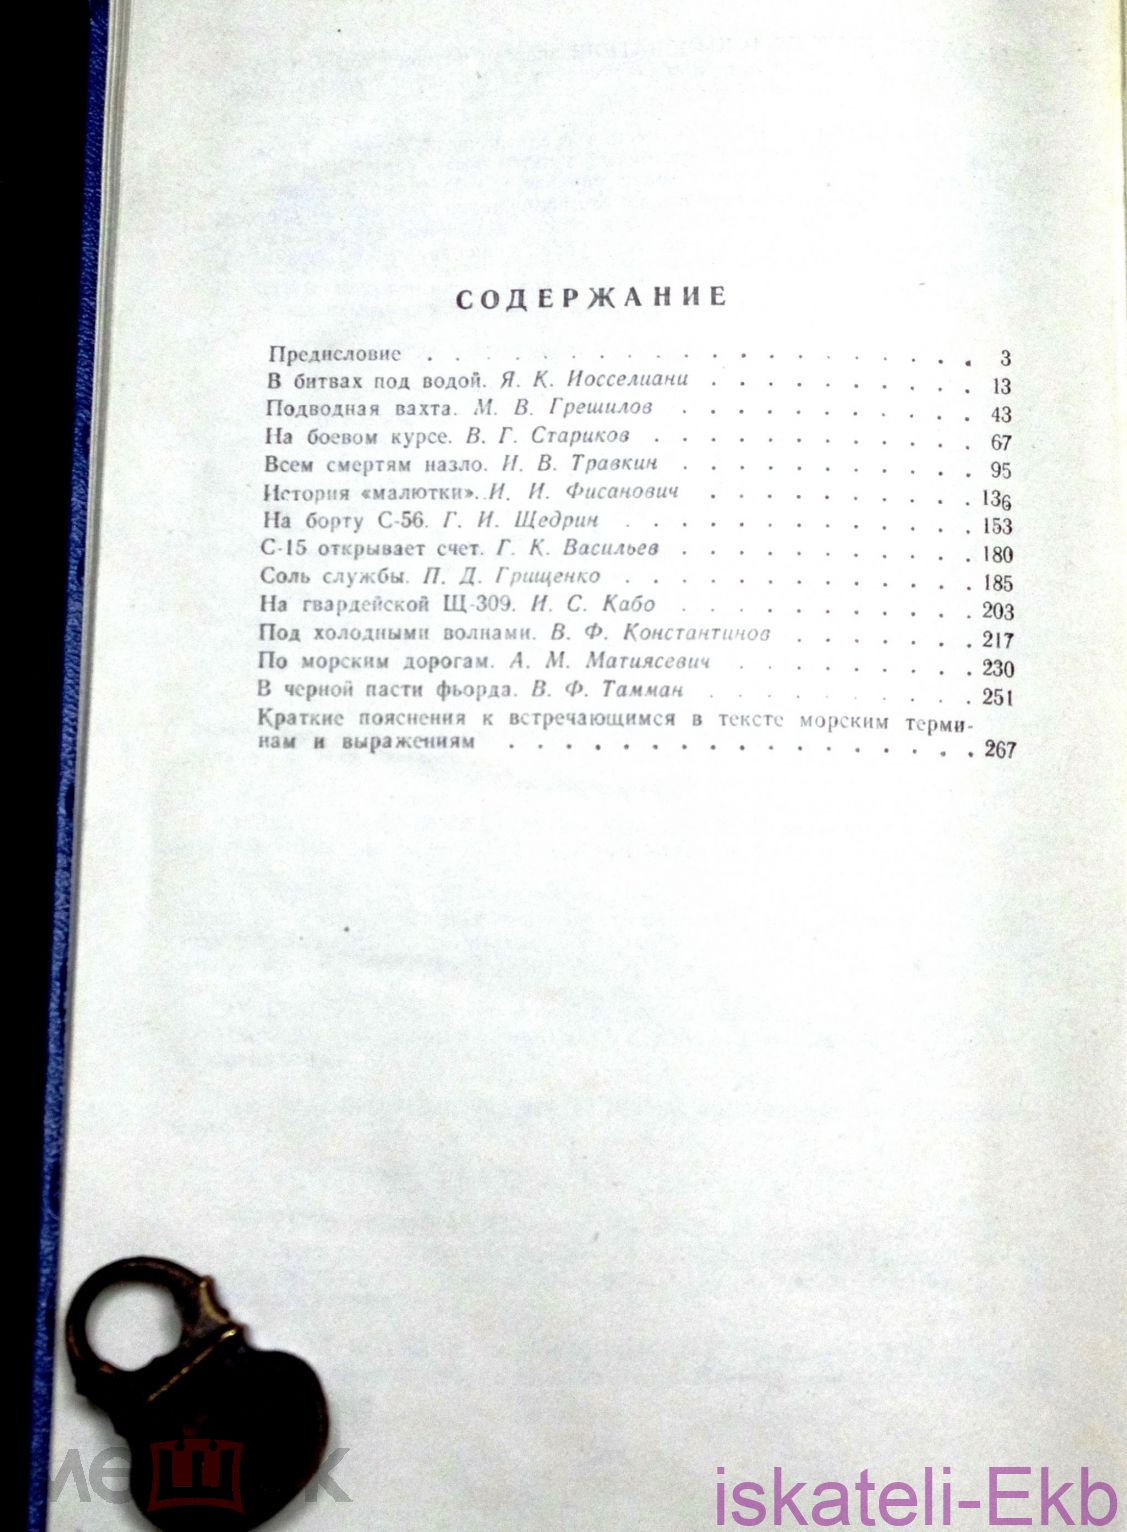 СОДЕРЖАНИЕ
Предисловие . . . . . . . . . . . . . . . . . . . . 3
В битвах под водой. Я. К. Иосселиани . . . . . . . . . . 13
Подводная вахта. М. В. Грешилов . . . . . . . . . . . 43
На боевом курсе. В. Г. Стариков . . . . . . . . . . . . 67
Всем смертям назло. И. В. Травкин . . . . . . . . . . . 95
История «малютки». И. И. Фисанович . . . . . . . . . . 136
На борту С-56. Г. И. Щедрин . . . . . . . . . . . . . 153
С-15 открывает счет. Г. К. Васильев . . . . . . . . . . . 180
Соль службы. П. Д. Грищенко . . . . . . . . . . . . . 185
На гвардейской Щ-309. И. С. Кабо . . . . . . . . . . . 203
Под холодными волнами. В. Ф. Константинов . . . . . . . 217
По морским дорогам. А. М. Матиясевич . . . . . . . . . 230
В черной пасти фьорда. В. Ф. Тамман . . . . . . . . . . 251
Краткие пояснения к встречающимся в тексте морским терми-
нам и выражениям . . . . . . . . . . . . . . . . . 267
iskateli-Ekb